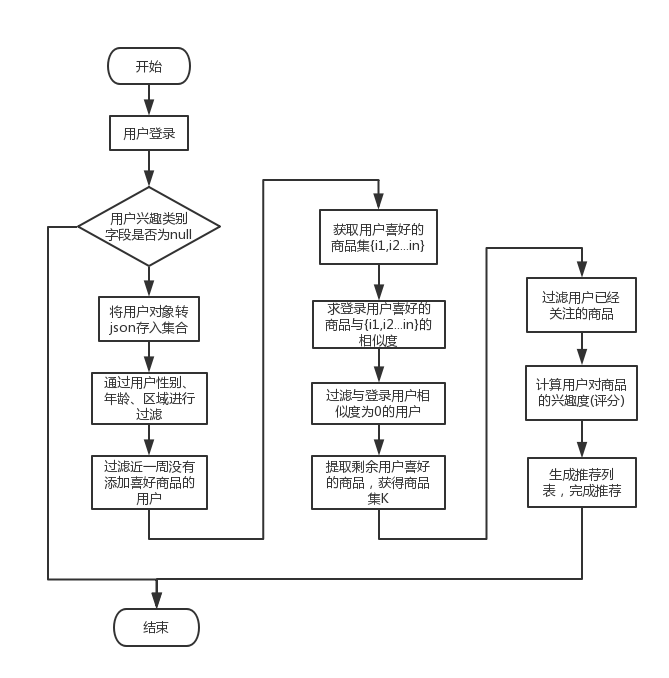 开始
用户登录
用户兴趣类别
字段是否为null
将用户对象转
json存入集合
通过用户性别、
年龄、区域进行
过滤
过滤近一周没有
添加喜好商品的
用户
获取用户喜好的
商品集{i1,i2...in}
求登录用户喜好的
商品与{i1,i2...in}的
相似度
过滤与登录用户相
似度为0的用户
提取剩余用户喜好
的商品，获得商品
集K
过滤用户已经
关注的商品
计算用户对商品
的兴趣度(评分)
生成推荐列
表，完成推荐
结束